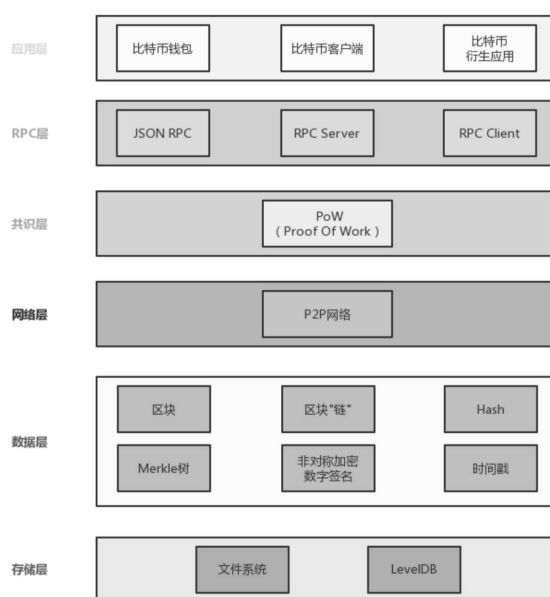 应用层
比特币钱包
比特币客户端
比特币
衍生应用
RPC层
JSON RPC
RPC Server
RPC Client
共识层
PoW
( Proof Of Work )
网络层
P2P网络
数据层
区块
区块"链"
Hash
Merkle树
非对称加密
数字签名
时间戳
存储层
文件系统
LevelDB